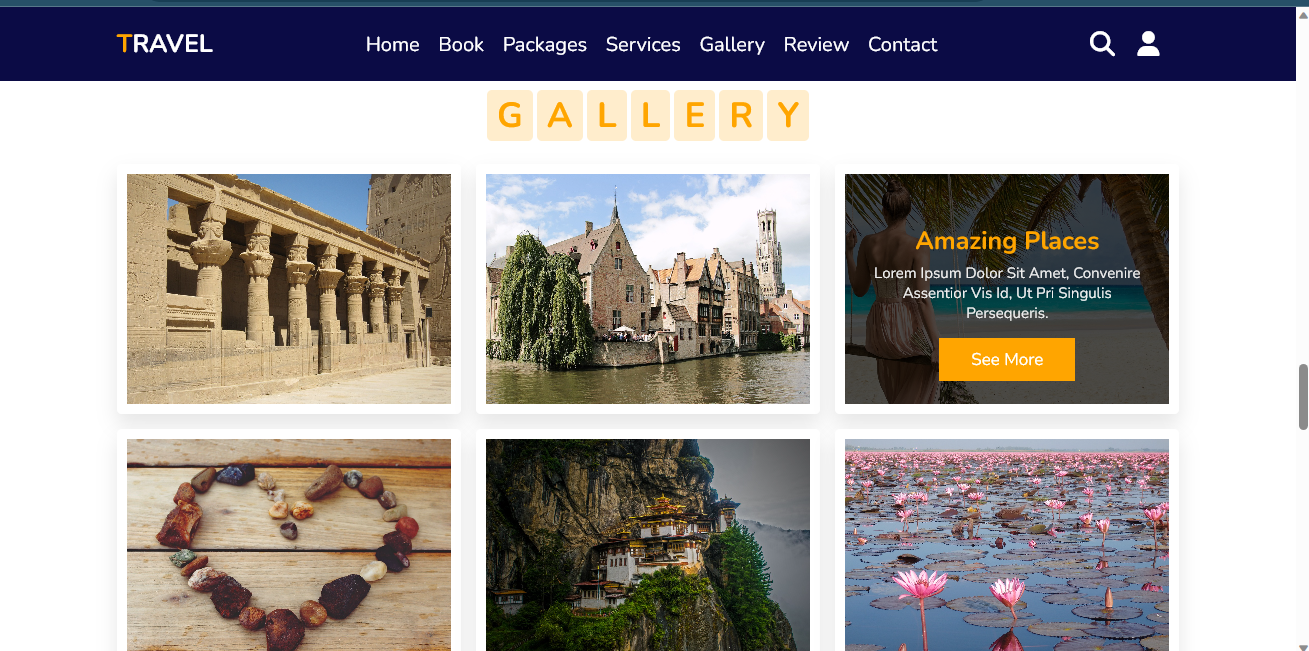 TRAVEL
Home Book Packages Services Gallery Review Contact
GALLERY
Amazing Places
Lorem Ipsum Dolor Sit Amet, Convenire
Assentior Vis Id, Ut Pri Singulis
Persequeris.
See More